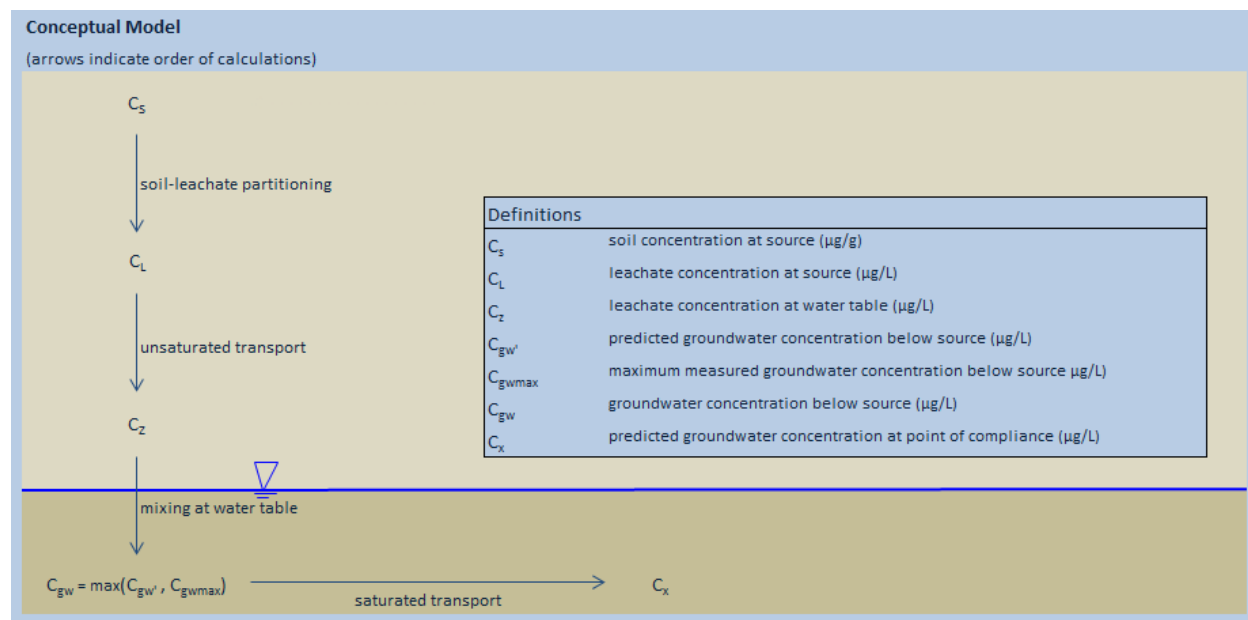 Conceptual Model
(arrows indicate order of calculations)
Cs
soil-leachate partitioning
CL
unsaturated transport
Cz
mixing at water table
Cgw = max(Cgw' , Cgwmax)
saturated transport
Cx
Definitions
Cs soil concentration at source (µg/g)
CL leachate concentration at source (µg/L)
Cz leachate concentration at water table (µg/L)
Cgw' predicted groundwater concentration below source (µg/L)
Cgwmax maximum measured groundwater concentration below source µg/L)
Cgw groundwater concentration below source (µg/L)
Cx predicted groundwater concentration at point of compliance (µg/L)